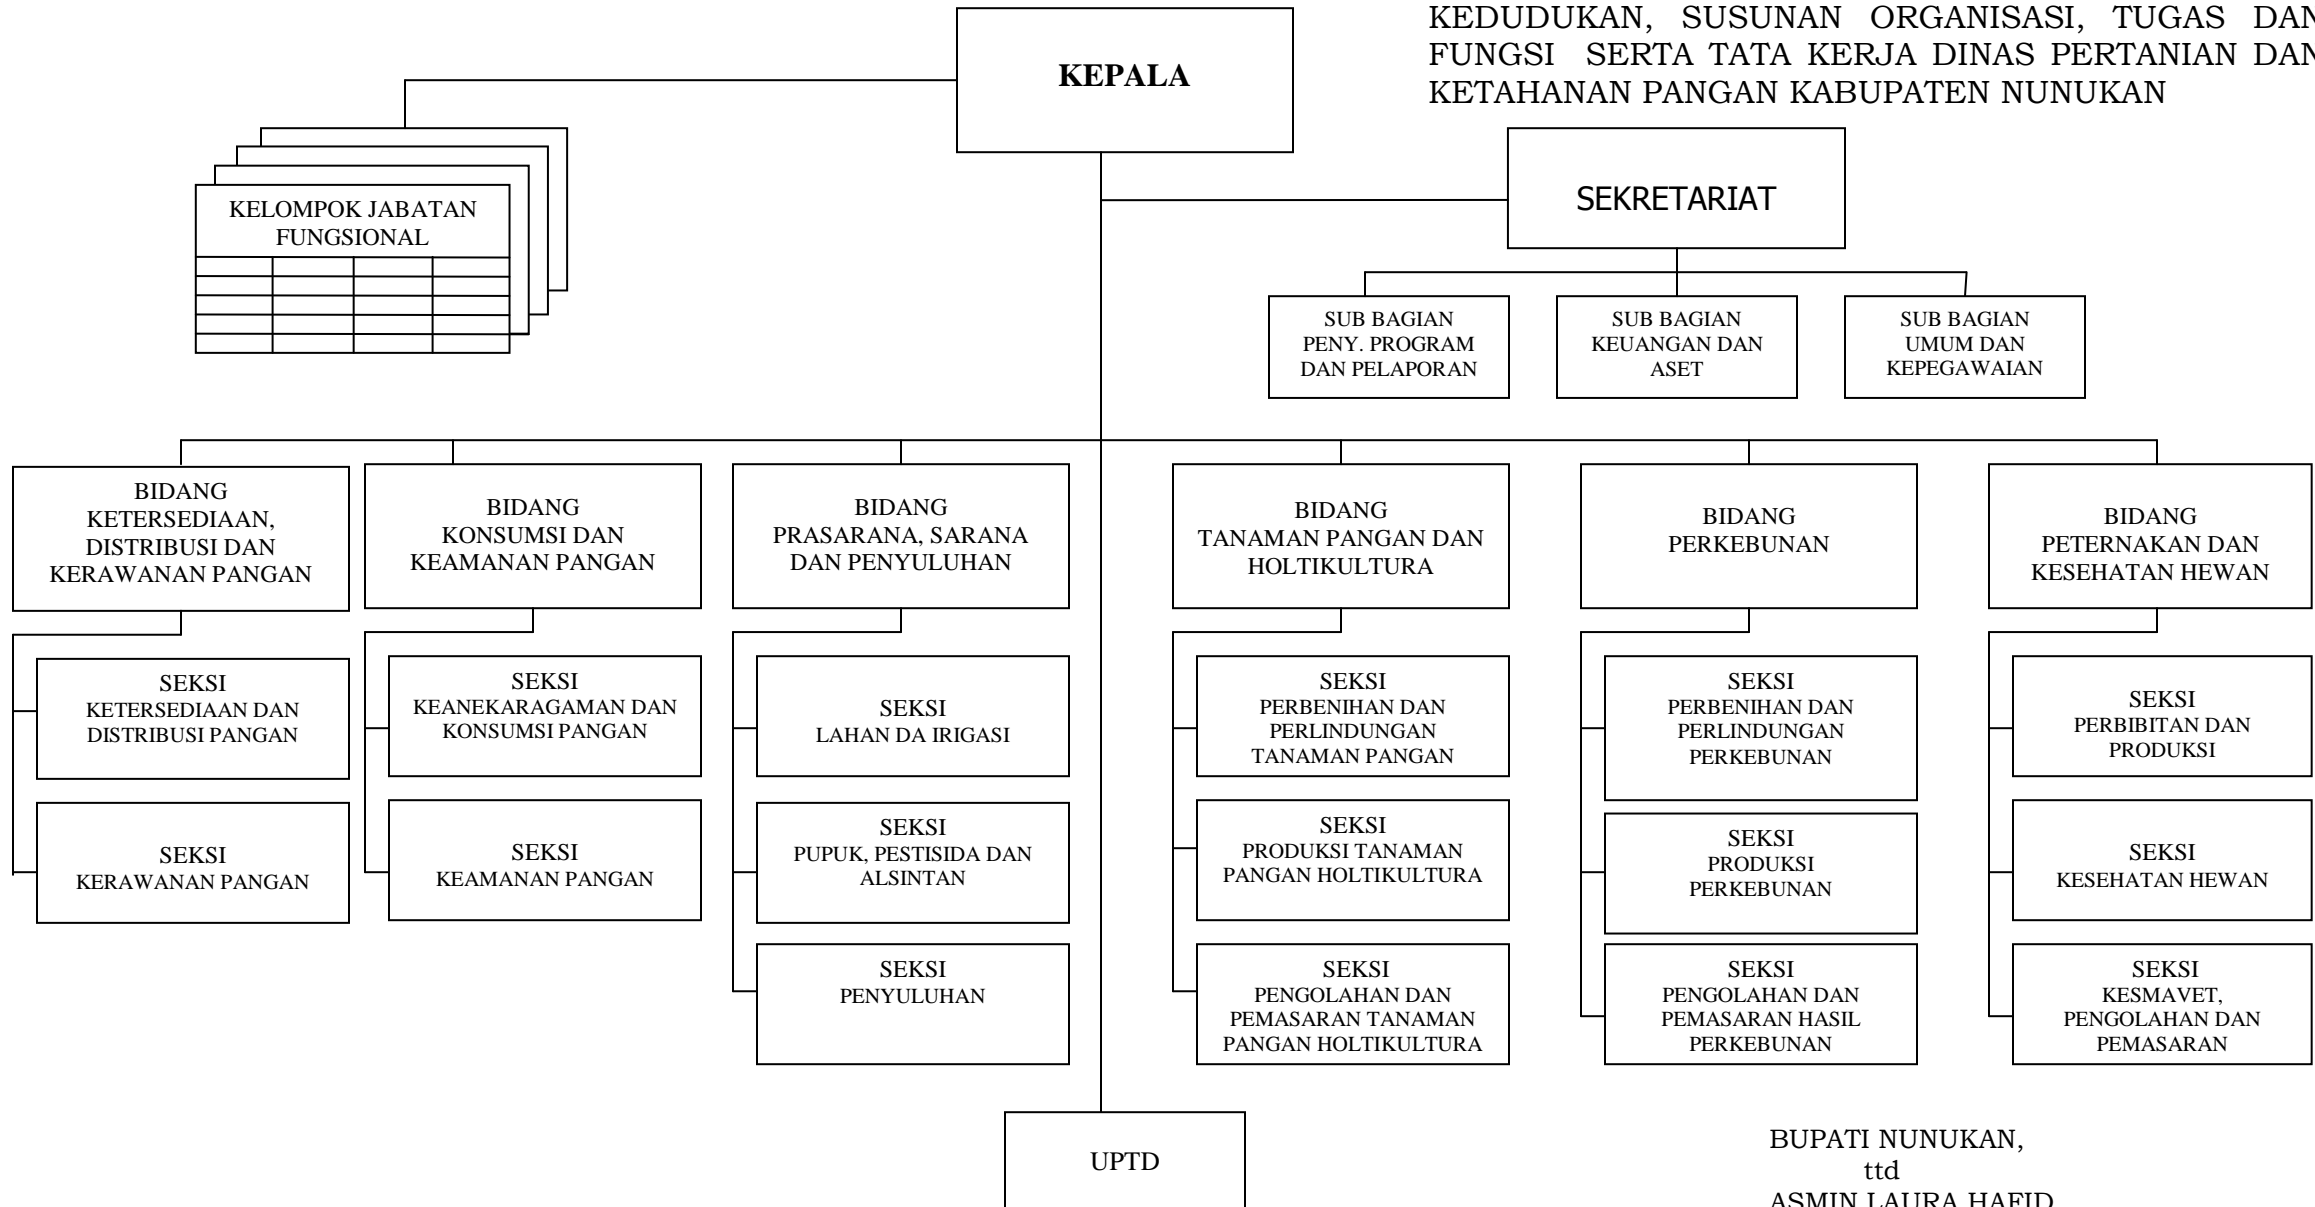 KEDUDUKAN, SUSUNAN ORGANISASI, TUGAS DAN
FUNGSI SERTA TATA KERJA DINAS PERTANIAN DAN
KETAHANAN PANGAN KABUPATEN NUNUKAN
KEPALA
SEKRETARIAT
KELOMPOK JABATAN
FUNGSIONAL
SUB BAGIAN
PENY. PROGRAM
DAN PELAPORAN
SUB BAGIAN
KEUANGAN DAN
ASET
SUB BAGIAN
UMUM DAN
KEPEGAWAIAN
BIDANG
KETERSEDIAAN,
DISTRIBUSI DAN
KERAWANAN PANGAN
BIDANG
KONSUMSI DAN
KEAMANAN PANGAN
BIDANG
PRASARANA, SARANA
DAN PENYULUHAN
BIDANG
TANAMAN PANGAN DAN
HOLTIKULTURA
BIDANG
PERKEBUNAN
BIDANG
PETERNAKAN DAN
KESEHATAN HEWAN
SEKSI
KETERSEDIAAN DAN
DISTRIBUSI PANGAN
SEKSI
KEANEKARAGAMAN DAN
KONSUMSI PANGAN
SEKSI
LAHAN DA IRIGASI
SEKSI
PERBENIHAN DAN
PERLINDUNGAN
TANAMAN PANGAN
SEKSI
PERBENIHAN DAN
PERLINDUNGAN
PERKEBUNAN
SEKSI
PERBIBITAN DAN
PRODUKSI
SEKSI
KERAWANAN PANGAN
SEKSI
KEAMANAN PANGAN
SEKSI
PUPUK, PESTISIDA DAN
ALSINTAN
SEKSI
PRODUKSI TANAMAN
PANGAN HOLTIKULTURA
SEKSI
PRODUKSI
PERKEBUNAN
SEKSI
KESEHATAN HEWAN
SEKSI
PENYULUHAN
SEKSI
PENGOLAHAN DAN
PEMASARAN TANAMAN
PANGAN HOLTIKULTURA
SEKSI
PENGOLAHAN DAN
PEMASARAN HASIL
PERKEBUNAN
SEKSI
KESMAVET,
PENGOLAHAN DAN
PEMASARAN
UPTD
BUPATI NUNUKAN,
ttd
ASMIN LAURA HAFID